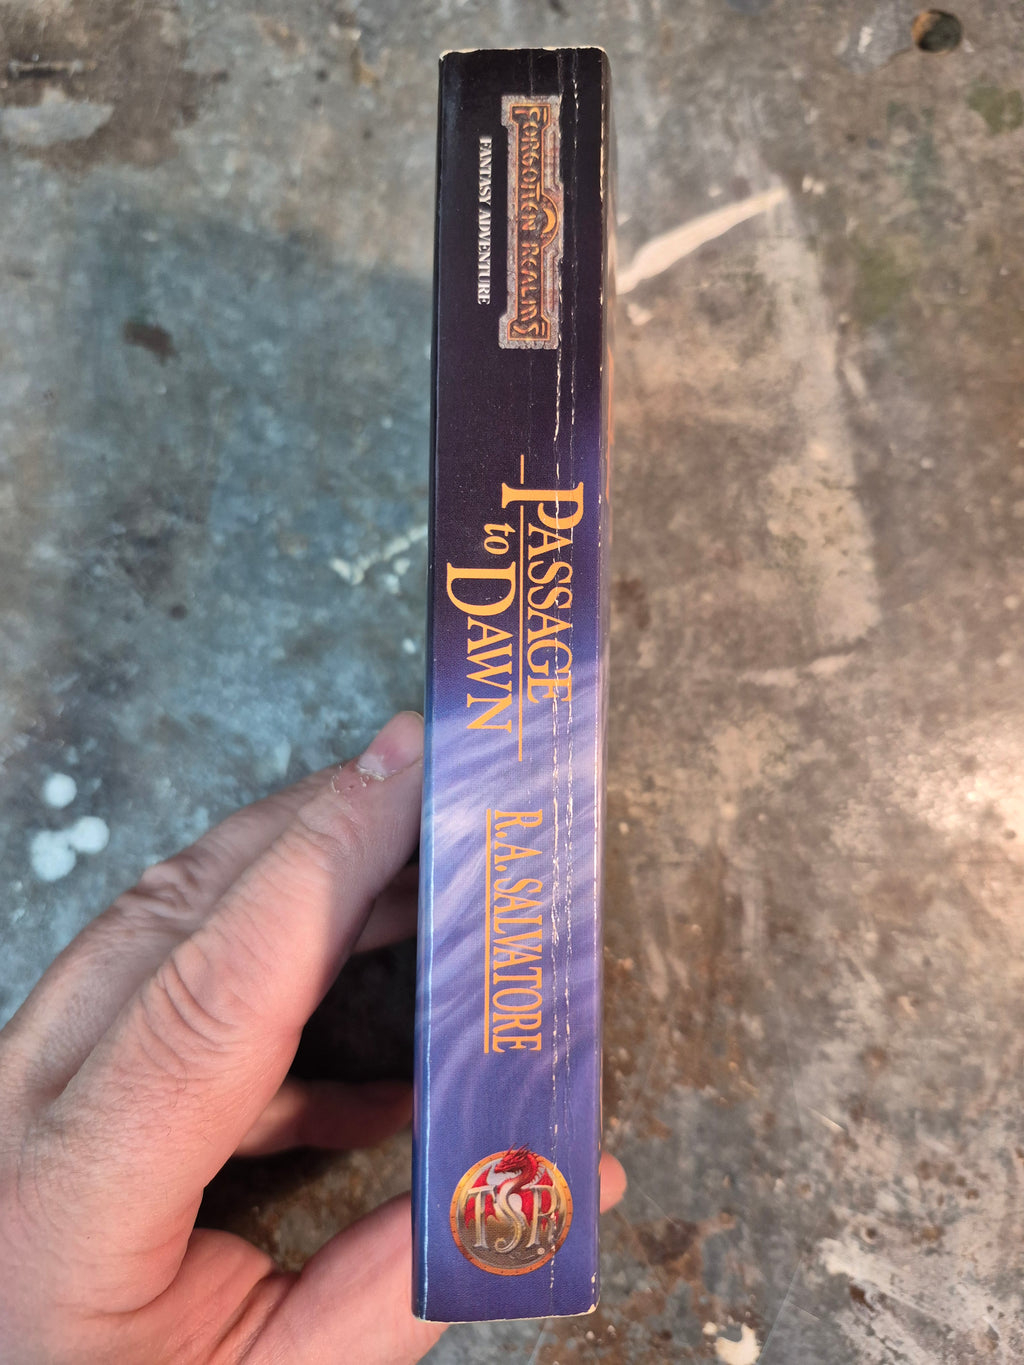 FORGOTTEN REALMS
FANTASY ADVENTURE
PASSAGE
to DAWN
R.A. SALVATORE
TSR